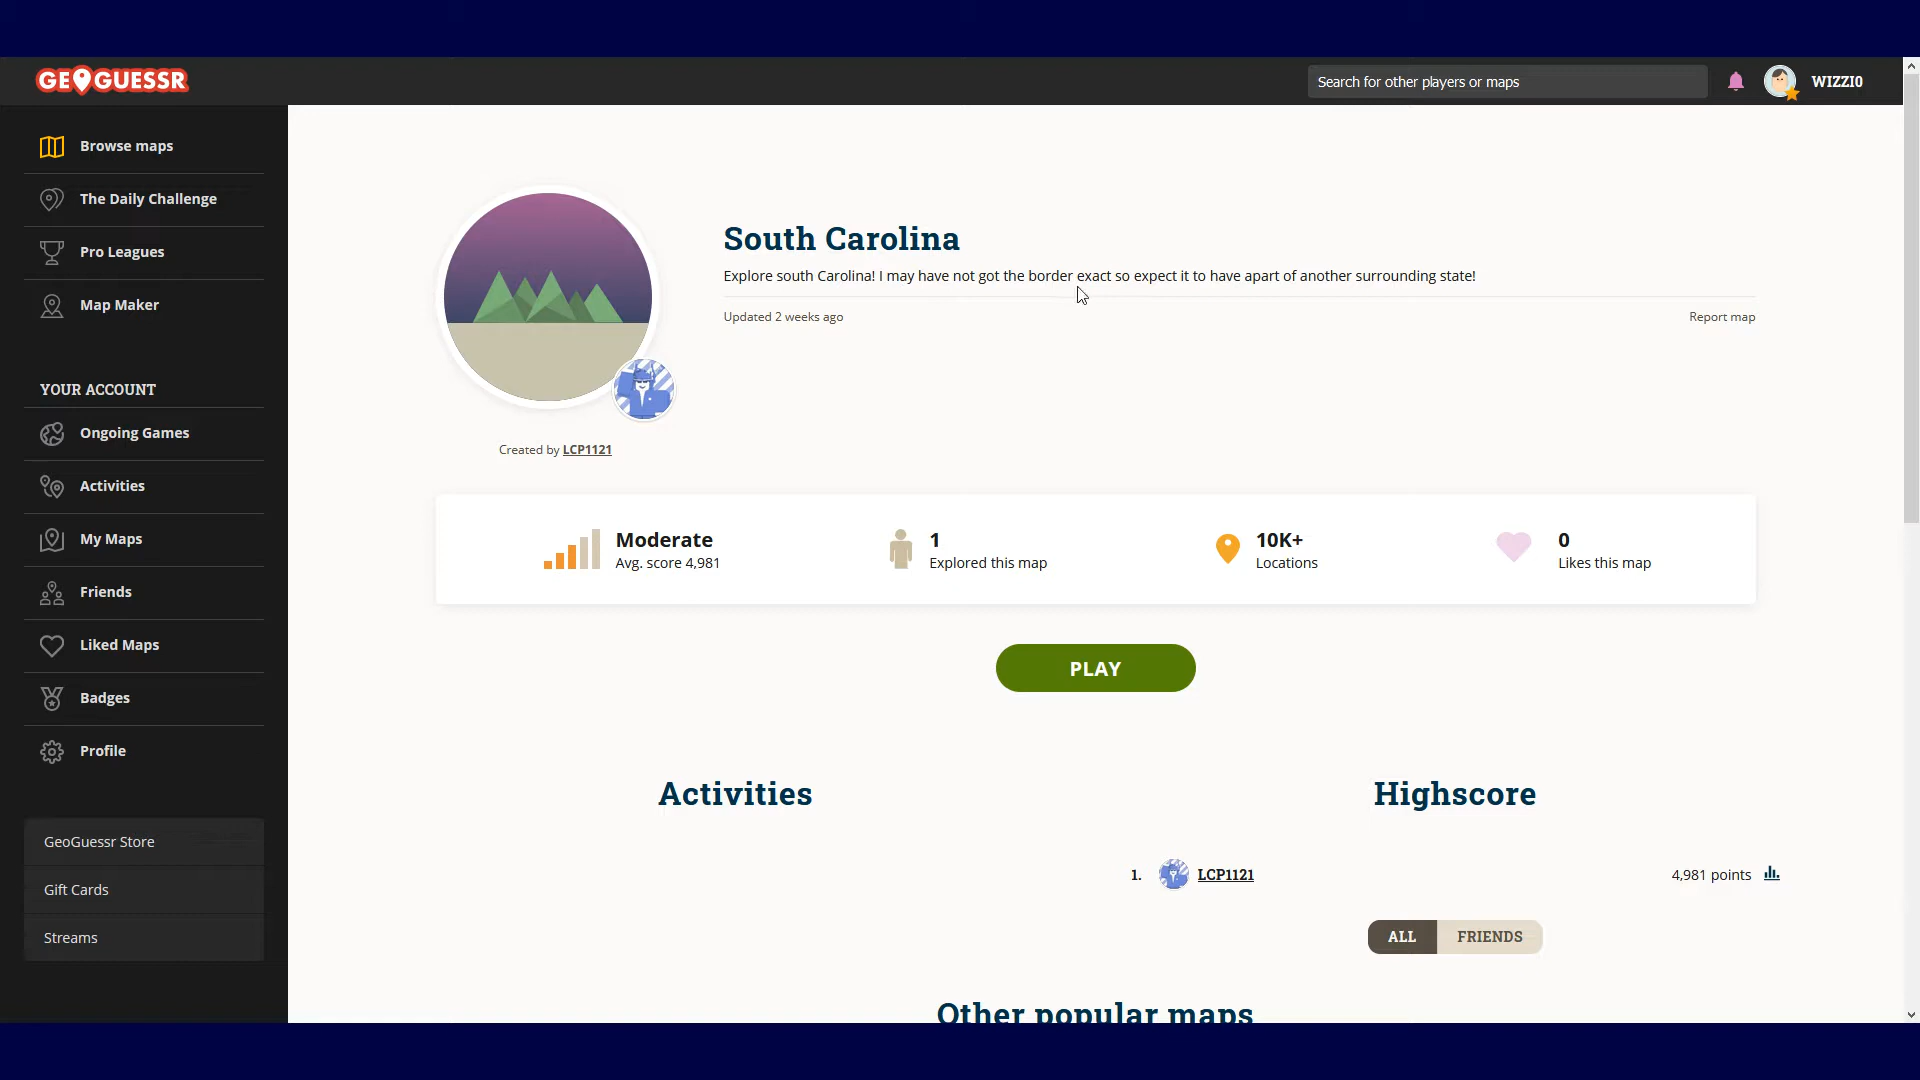 GEOGUESSR
Search for other players or maps
WIZZI0
Browse maps
The Daily Challenge
Pro Leagues
Map Maker
YOUR ACCOUNT
Ongoing Games
Activities
My Maps
Friends
Liked Maps
Badges
Profile
GeoGuessr Store
Gift Cards
Streams
South Carolina
Explore south Carolina! I may have not got the border exact so expect it to have apart of another surrounding state!
Updated 2 weeks ago
Report map
Created by LCP1121
Moderate
Avg. score 4,981
1
Explored this map
10K+
Locations
0
Likes this map
PLAY
Activities
Highscore
1. LCP1121 4,981 points
ALL FRIENDS
Other popular maps